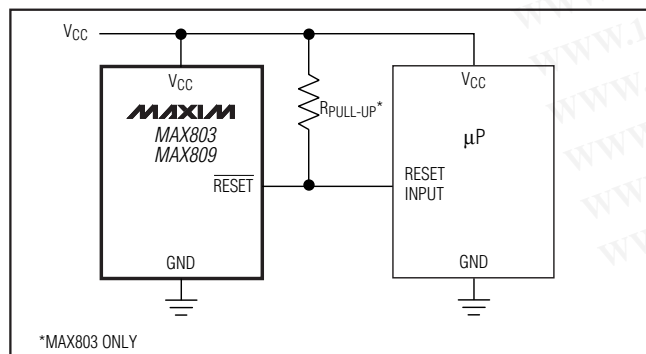 VCC
VCC
MAXIM
MAX803
MAX809
RESET
GND
RPULL-UP*
VCC
µP
RESET
INPUT
GND
*MAX803 ONLY